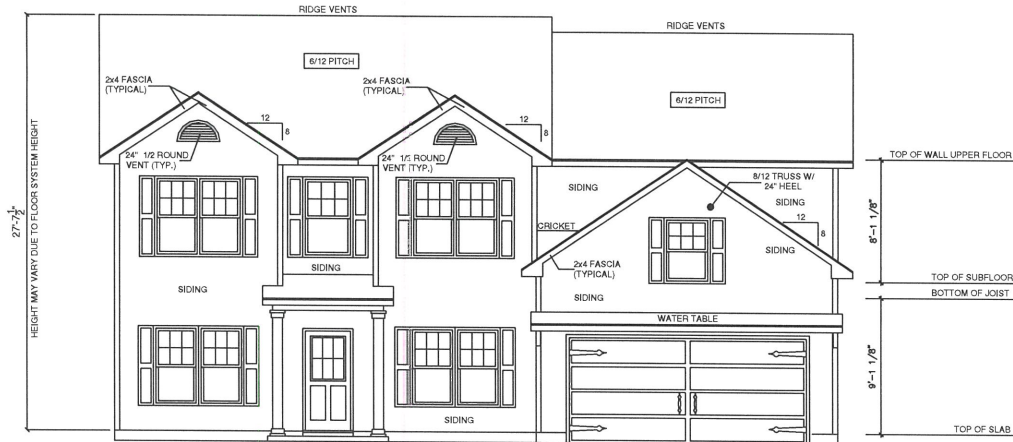 RIDGE VENTS
RIDGE VENTS
6/12 PITCH
2x4 FASCIA
(TYPICAL)
2x4 FASCIA
(TYPICAL)
6/12 PITCH
12
8
12
8
24" 1/2 ROUND
VENT (TYP.)
24" 1/2 ROUND
VENT (TYP.)
TOP OF WALL UPPER FLOOR
8/12 TRUSS W/
24" HEEL
SIDING
SIDING
12
8
CRICKET
SIDING
8'-1 1/8"
27'-7 1/2"
HEIGHT MAY VARY DUE TO FLOOR SYSTEM HEIGHT
2x4 FASCIA
(TYPICAL)
SIDING
TOP OF SUBFLOOR
SIDING
SIDING
BOTTOM OF JOIST
WATER TABLE
9'-1 1/8"
SIDING
TOP OF SLAB